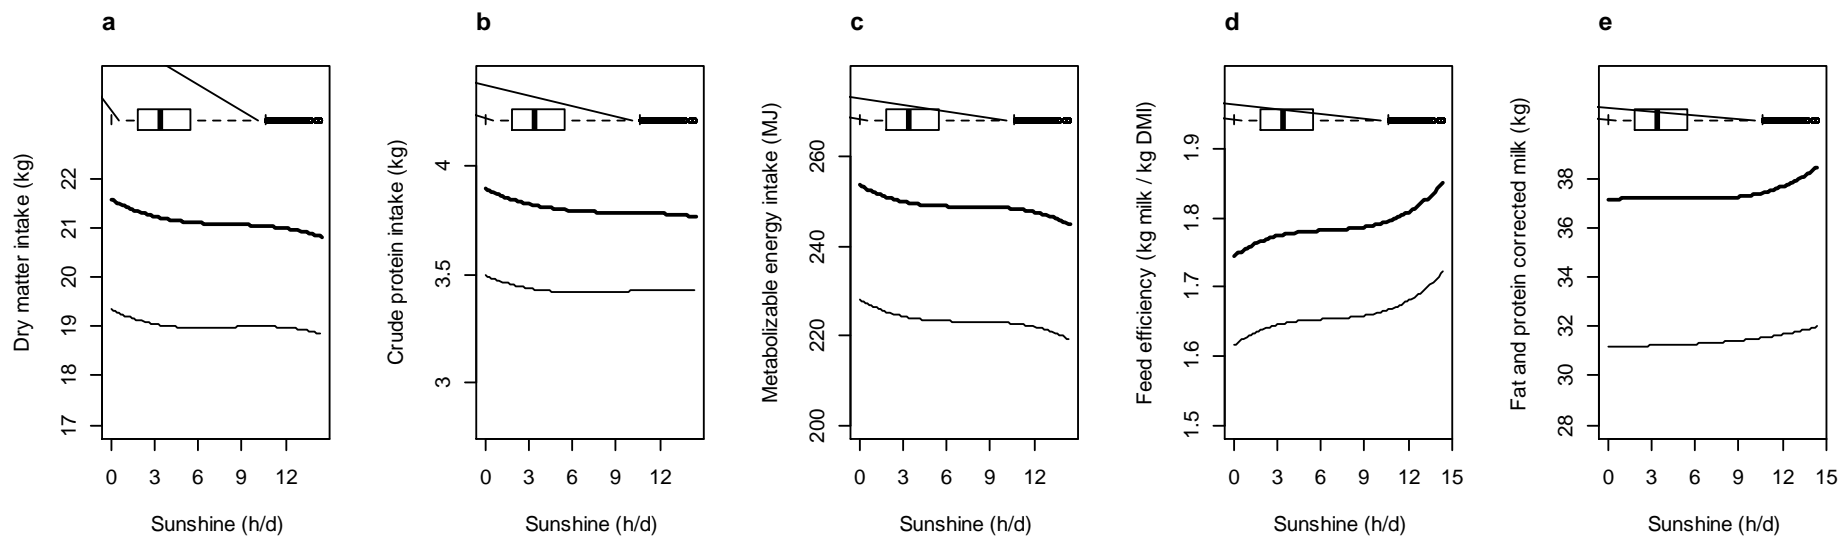 a
Dry matter intake (kg)
22
21
20
19
18
17
0 3 6 9 12
Sunshine (h/d)
b
Crude protein intake (kg)
4
3.5
3
0 3 6 9 12
Sunshine (h/d)
c
Metabolizable energy intake (MJ)
260
240
220
200
0 3 6 9 12
Sunshine (h/d)
d
Feed efficiency (kg milk / kg DMI)
1.9
1.8
1.7
1.6
1.5
0 3 6 9 12 15
Sunshine (h/d)
e
Fat and protein corrected milk (kg)
38
36
34
32
30
28
0 3 6 9 12 15
Sunshine (h/d)